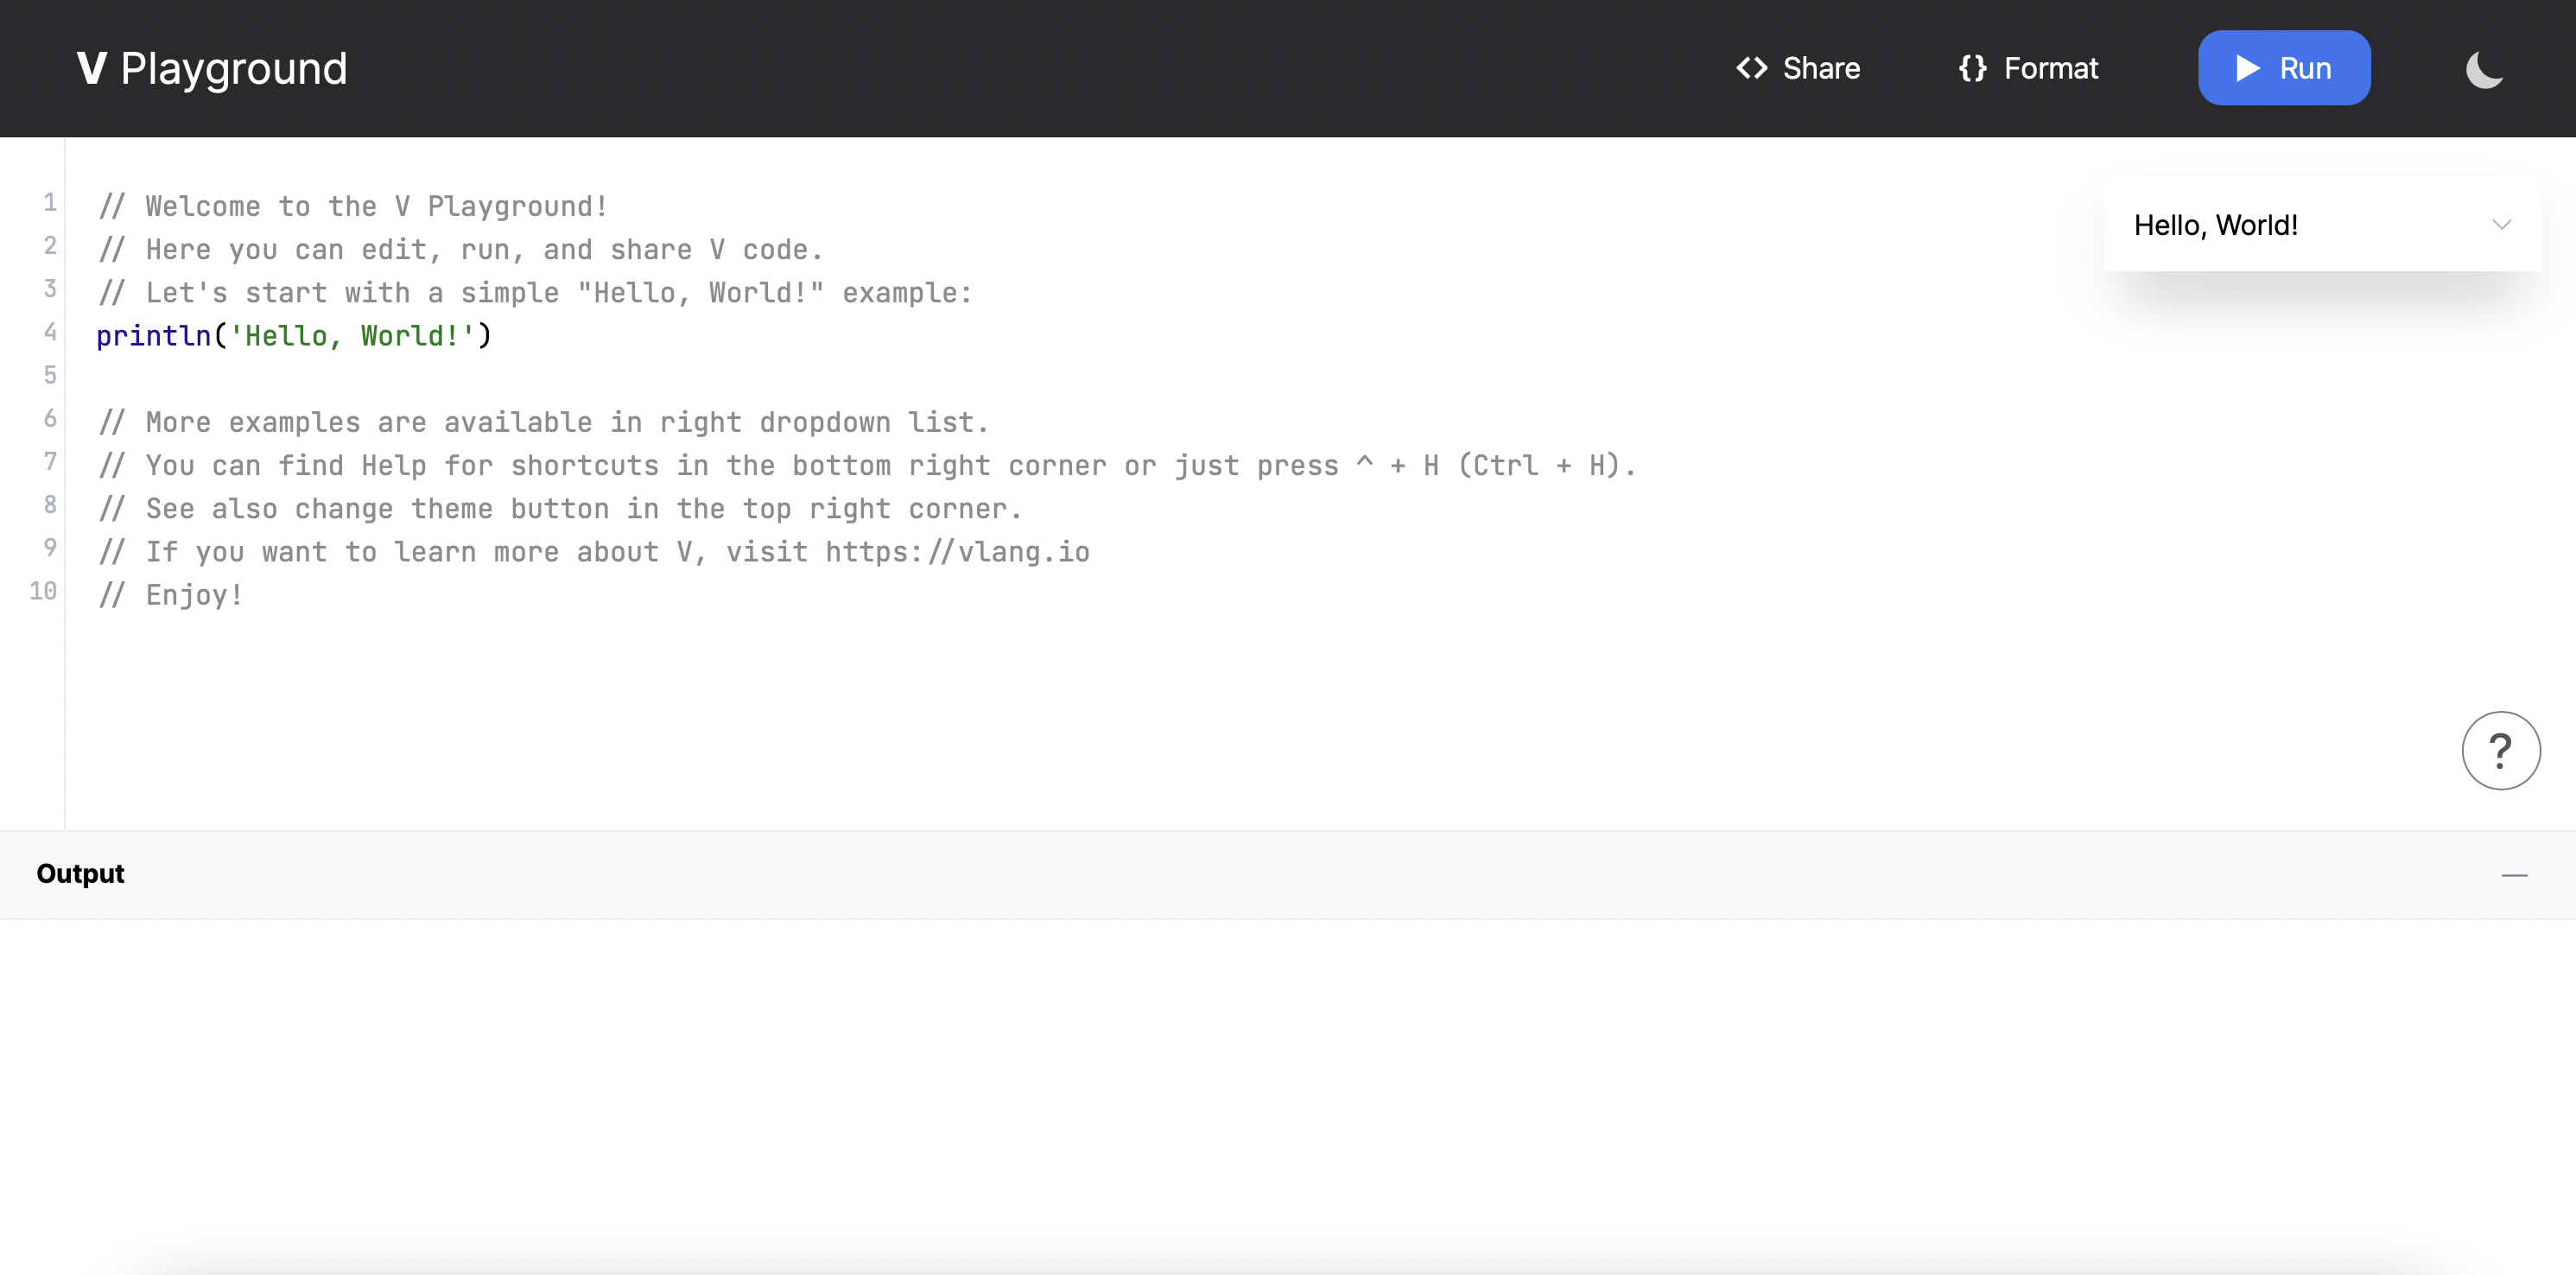 V Playground
<> Share
{} Format
Run
Hello, World!
1 // Welcome to the V Playground!
2 // Here you can edit, run, and share V code.
3 // Let's start with a simple "Hello, World!" example:
4 println('Hello, World!')
5
6 // More examples are available in right dropdown list.
7 // You can find Help for shortcuts in the bottom right corner or just press ^ + H (Ctrl + H).
8 // See also change theme button in the top right corner.
9 // If you want to learn more about V, visit https://vlang.io
10 // Enjoy!
?
Output